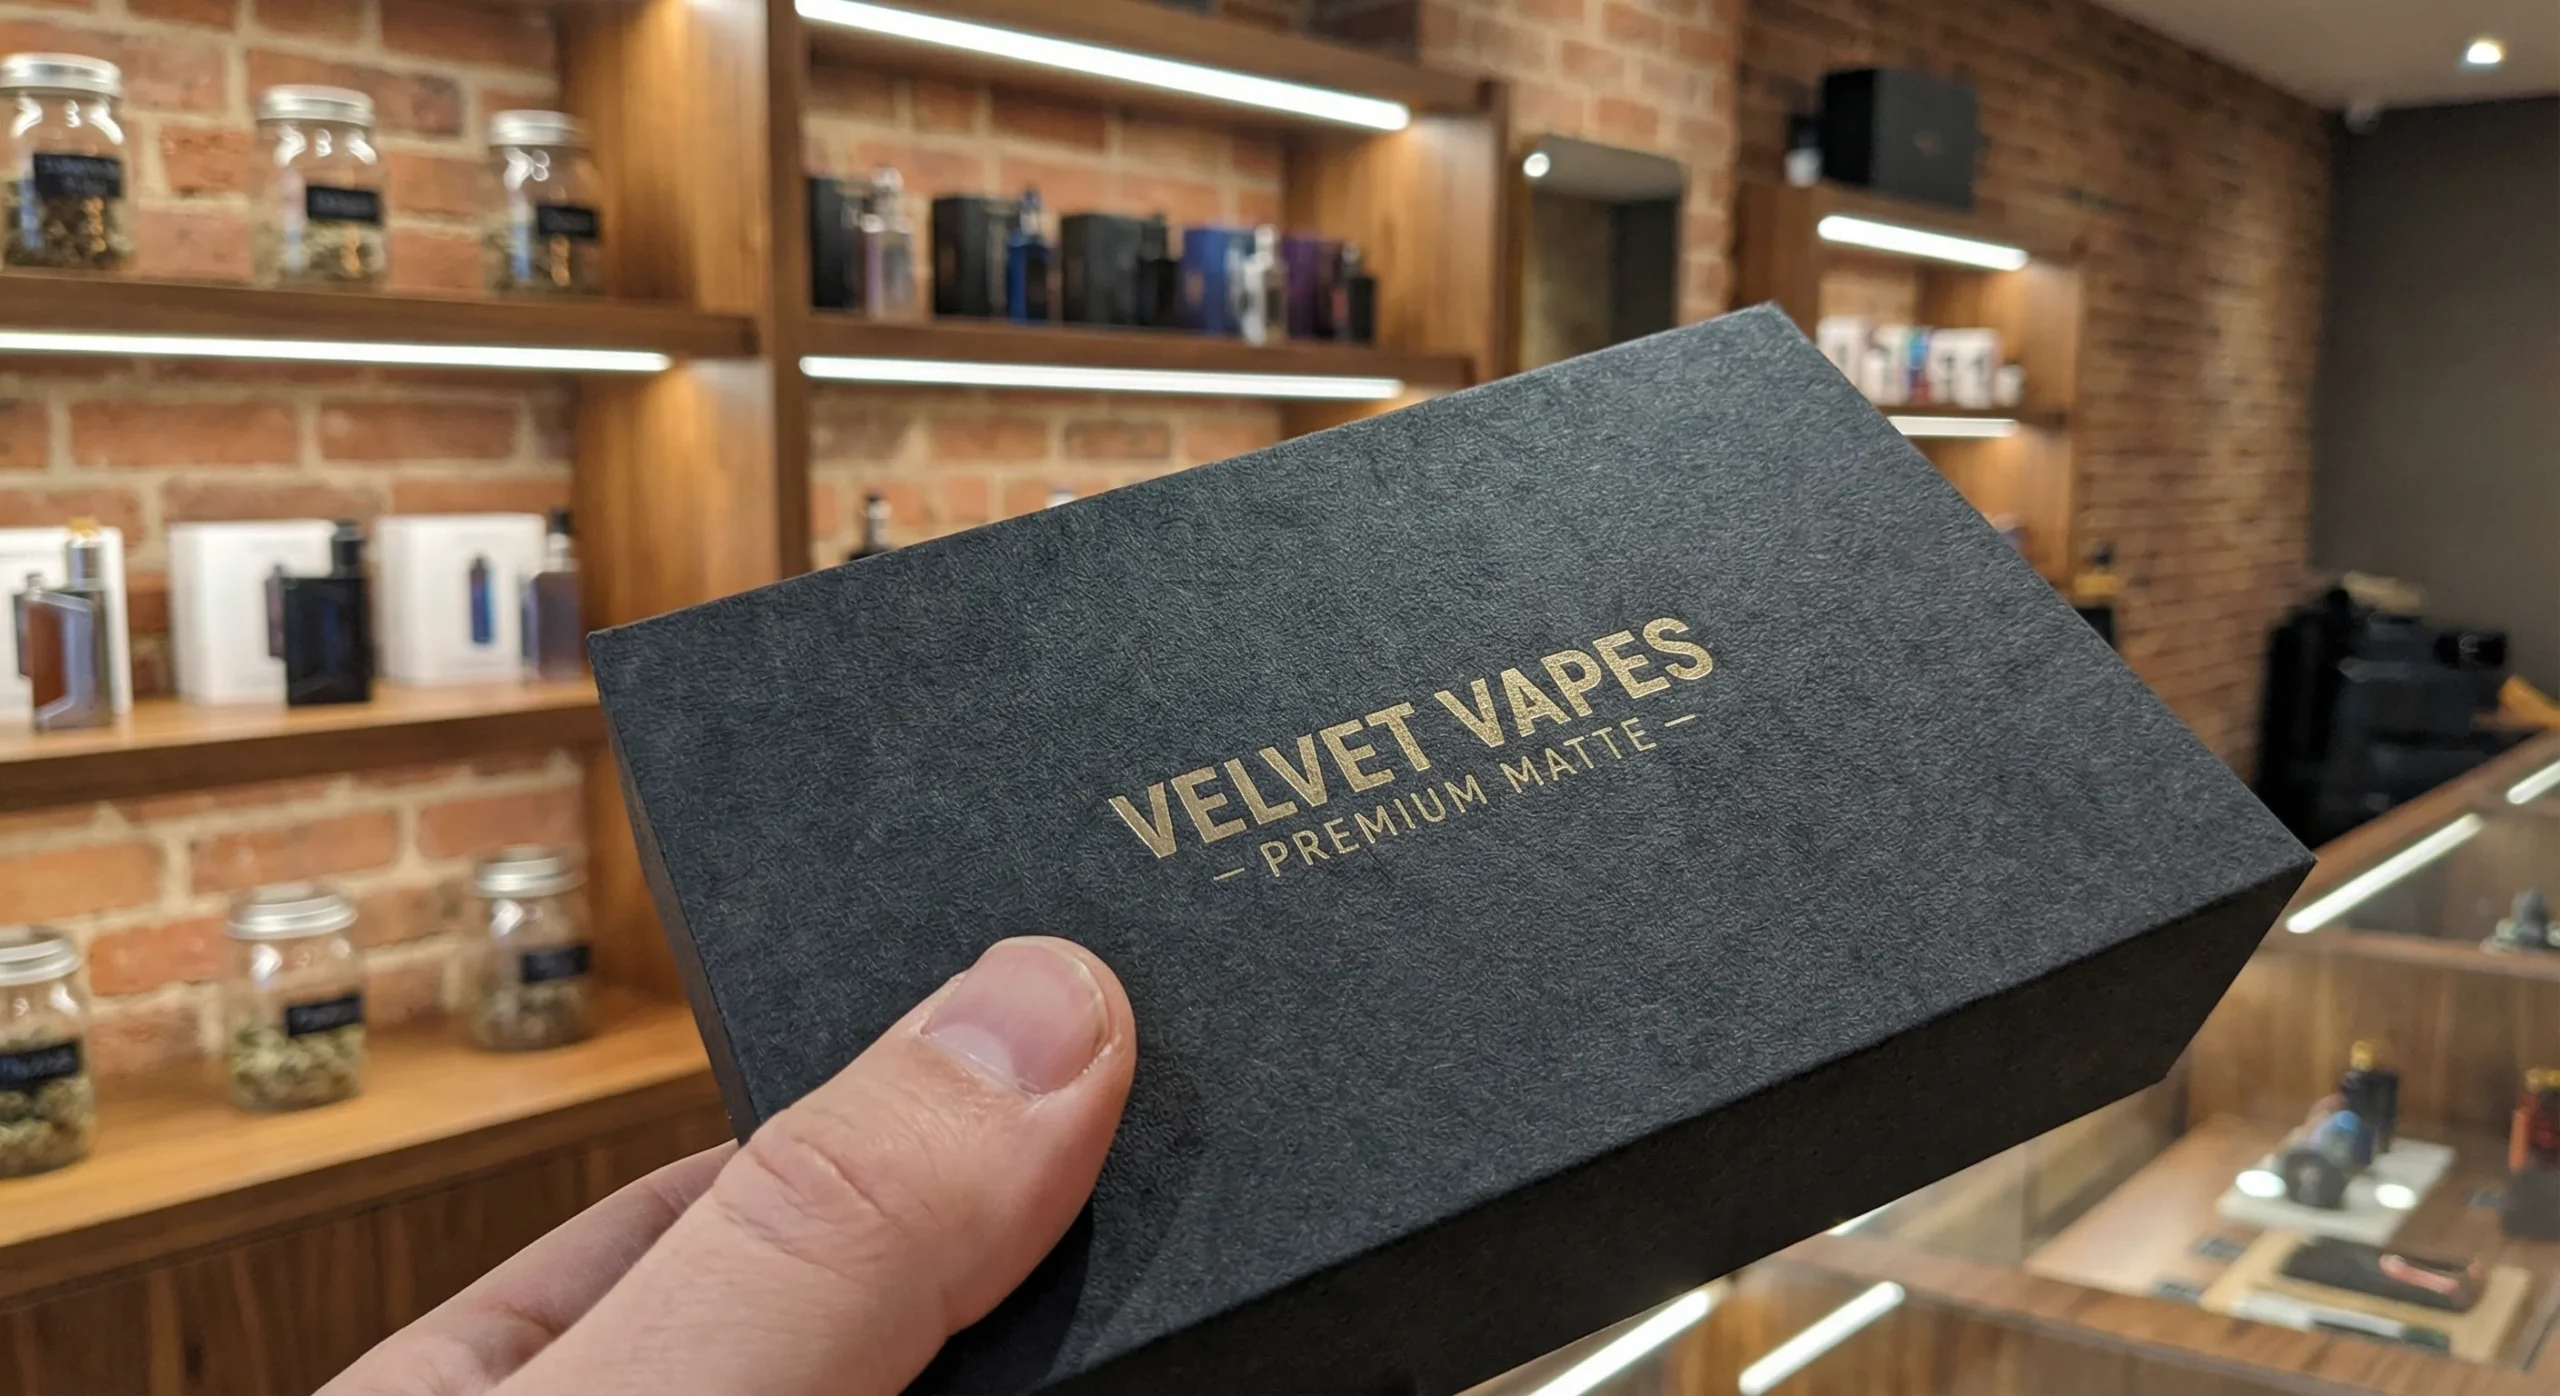 VELVET VAPES
— PREMIUM MATTE —